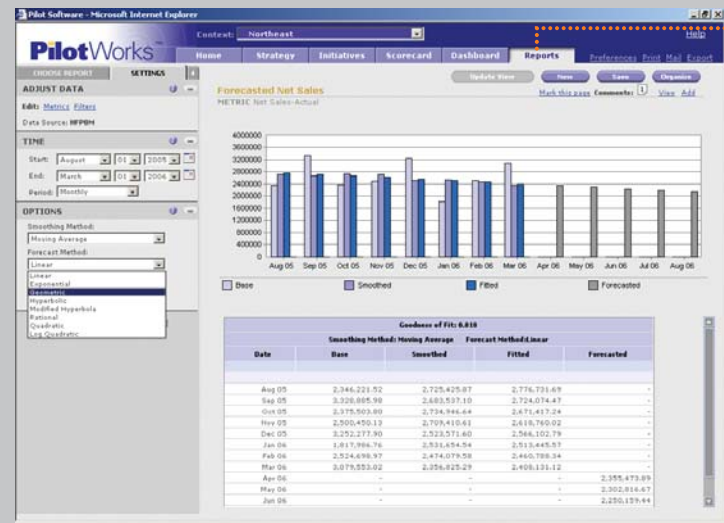 Pilot Software - Microsoft Internet Explorer
PilotWorks
Context: Northeast
Help
Home Strategy Initiatives Scorecard Dashboard Reports
Preferences Print Mail Export
CHOOSE REPORT SETTINGS
Update View New Save Organize
ADJUST DATA
Edit: Metrics Filters
Data Source: HFPBM
Forecasted Net Sales
METRIC Net Sales-Actual
Mark this page Comments: 1 View Add
TIME
Start: August 01 2005
End: March 01 2006
Period: Monthly
OPTIONS
Smoothing Method:
Moving Average
Forecast Method:
Linear
Linear
Exponential
Geometric
Hyperbolic
Modified Hyperbola
Rational
Quadratic
Log Quadratic
4000000
3600000
3200000
2800000
2400000
2000000
1600000
1200000
800000
400000
0
Aug 05 Sep 05 Oct 05 Nov 05 Dec 05 Jan 06 Feb 06 Mar 06 Apr 06 May 06 Jun 06 Jul 06 Aug 06
Base Smoothed Fitted Forecasted
Goodness of Fit: 0.818
Smoothing Method: Moving Average Forecast Method:Linear
Date Base Smoothed Fitted Forecasted
Aug 05 2,346,221.52 2,725,425.87 2,776,731.69 -
Sep 05 3,328,885.98 2,683,537.10 2,724,074.47 -
Oct 05 2,375,503.80 2,734,946.64 2,671,417.24 -
Nov 05 2,500,450.13 2,709,410.61 2,618,760.02 -
Dec 05 3,252,277.90 2,523,571.60 2,566,102.79 -
Jan 06 1,817,986.76 2,531,654.54 2,513,445.57 -
Feb 06 2,524,698.97 2,474,079.58 2,460,788.34 -
Mar 06 3,079,553.02 2,356,825.29 2,408,131.12 -
Apr 06 - - - 2,355,473.89
May 06 - - - 2,302,816.67
Jun 06 - - - 2,250,159.44